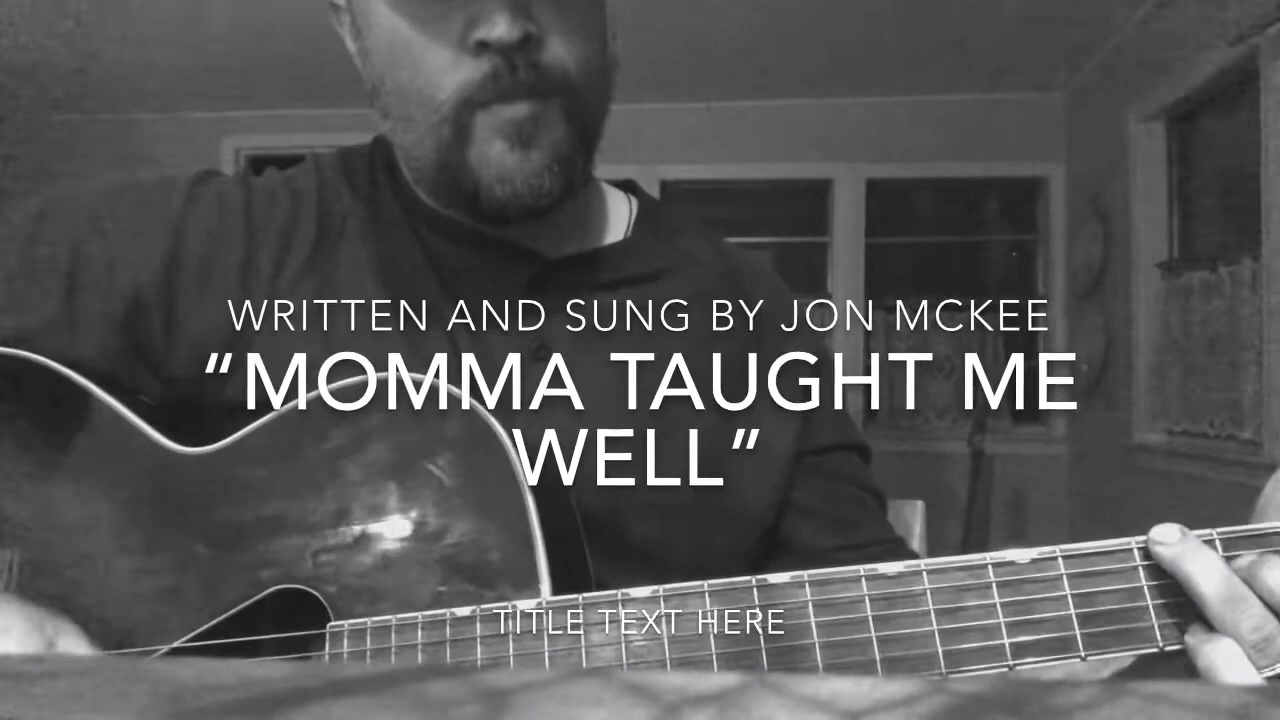 WRITTEN AND SUNG BY JON MCKEE
“MOMMA TAUGHT ME
WELL”
TITLE TEXT HERE